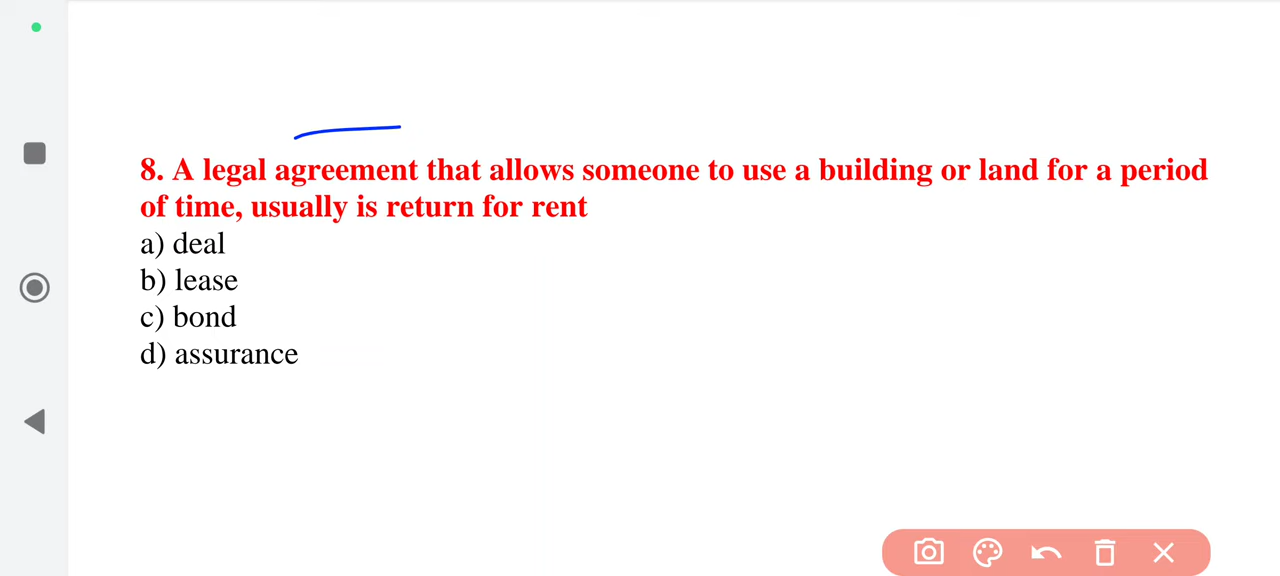 8. A legal agreement that allows someone to use a building or land for a period
of time, usually is return for rent
a) deal
b) lease
c) bond
d) assurance